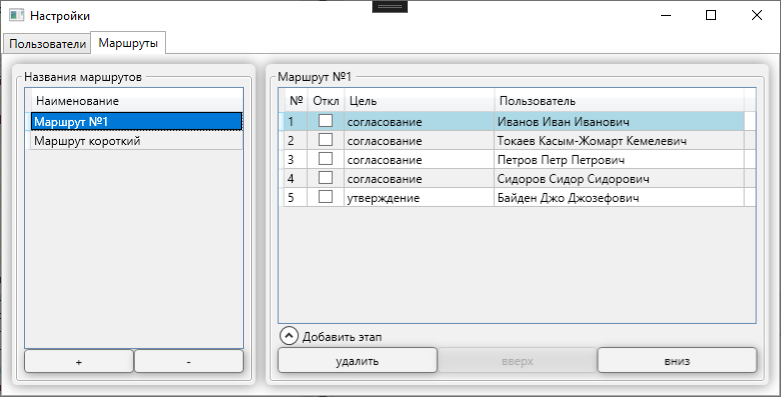 Настройки
Пользователи Маршруты
Названия маршрутов
Наименование
Маршрут №1
Маршрут короткий
+ -
Маршрут №1
№ Откл Цель Пользователь
1 согласование Иванов Иван Иванович
2 согласование Токаев Касым-Жомарт Кемелевич
3 согласование Петров Петр Петрович
4 согласование Сидоров Сидор Сидорович
5 утверждение Байден Джо Джозефович
Добавить этап
удалить вверх вниз